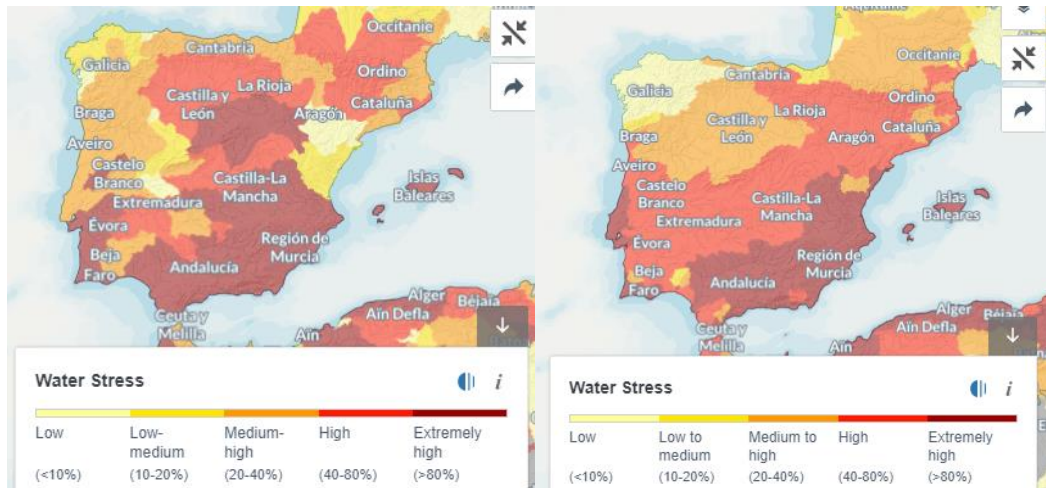 Occitanie
Cantabria
Galicia
Ordino
La Rioja
Castilla y
León
Cataluña
Braga
Aragón
Aveiro
Castelo
Branco
Castilla-La
Mancha
Islas
Baleares
Extremadura
Évora
Región de
Murcia
Beja
Andalucía
Faro
Alger
Béjaïa
Ceuta y
Melilla
Aïn Defla
Aïn
Water Stress
i
Low
Low-
medium
Medium-
high
High
Extremely
high
(<10%)
(10-20%)
(20-40%)
(40-80%)
(>80%)
Occitanie
Cantabria
Galicia
Ordino
La Rioja
Castilla y
León
Cataluña
Braga
Aragón
Aveiro
Castelo
Branco
Castilla-La
Mancha
Islas
Baleares
Extremadura
Évora
Región de
Murcia
Beja
Andalucía
Faro
Alger
Béjaïa
Ceuta y
Melilla
Aïn Defla
Aïn
Water Stress
i
Low
Low to
medium
Medium to
high
High
Extremely
high
(<10%)
(10-20%)
(20-40%)
(40-80%)
(>80%)